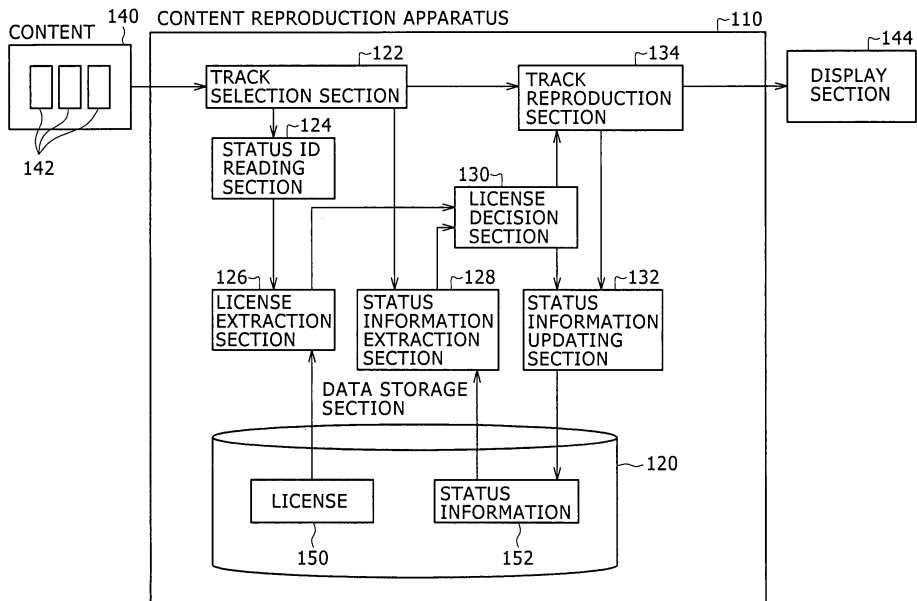 CONTENT REPRODUCTION APPARATUS
110
CONTENT
140
142
122
TRACK
SELECTION SECTION
134
TRACK
REPRODUCTION
SECTION
144
DISPLAY
SECTION
124
STATUS ID
READING
SECTION
130
LICENSE
DECISION
SECTION
126
LICENSE
EXTRACTION
SECTION
128
STATUS
INFORMATION
EXTRACTION
SECTION
132
STATUS
INFORMATION
UPDATING
SECTION
DATA STORAGE
SECTION
120
LICENSE
150
STATUS
INFORMATION
152